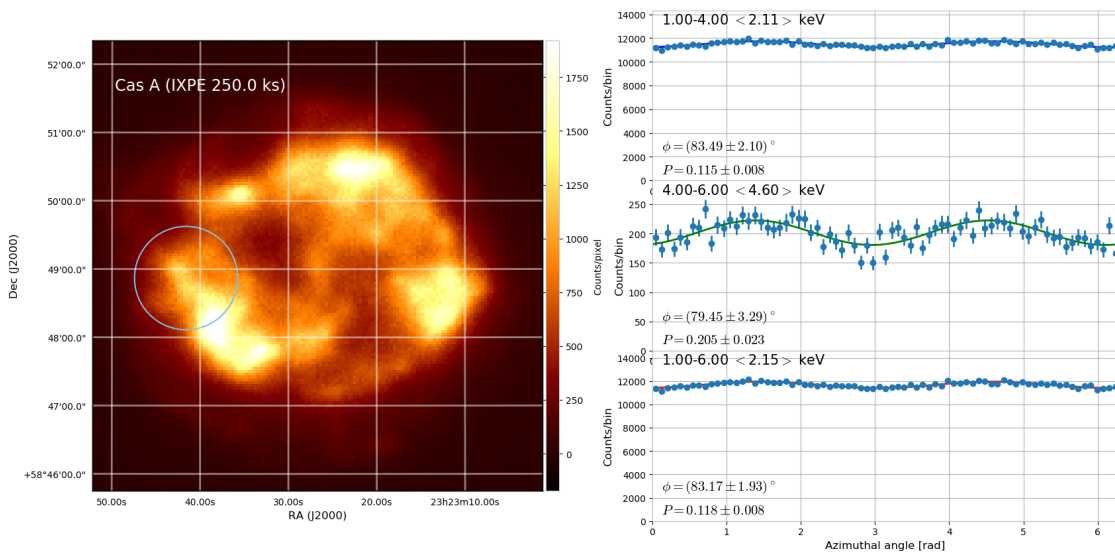 Cas A (IXPE 250.0 ks)
Dec (J2000)
52'00.0"
51'00.0"
50'00.0"
49'00.0"
48'00.0"
47'00.0"
+58°46'00.0"
50.00s 40.00s 30.00s 20.00s 23h23m10.00s
RA (J2000)
1750
1500
1250
1000
750
500
250
0
Counts/pixel
1.00-4.00 <2.11> keV
14000
12000
10000
8000
6000
4000
2000
0
Counts/bin
ϕ = (83.49 ± 2.10)°
P = 0.115 ± 0.008
4.00-6.00 <4.60> keV
250
200
150
100
50
0
Counts/bin
ϕ = (79.45 ± 3.29)°
P = 0.205 ± 0.023
1.00-6.00 <2.15> keV
14000
12000
10000
8000
6000
4000
2000
0
Counts/bin
ϕ = (83.17 ± 1.93)°
P = 0.118 ± 0.008
0 1 2 3 4 5 6
Azimuthal angle [rad]